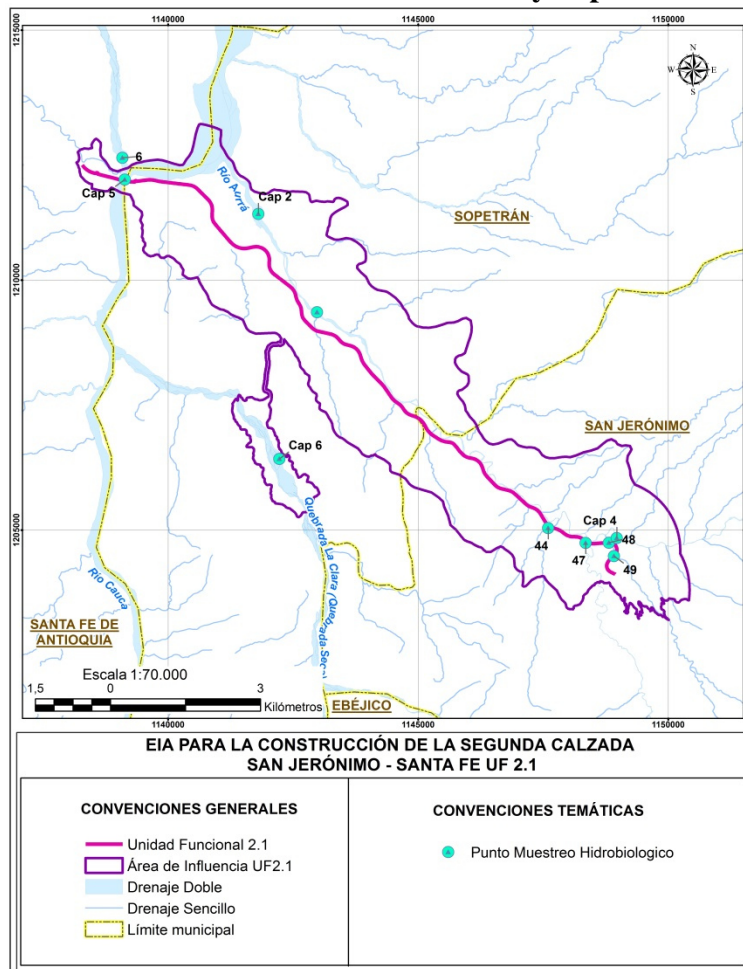 1140000
1145000
1150000
1215000
N
W
E
S
6
Cap 5
Cap 2
Río Aurrá
SOPETRÁN
1210000
SAN JERÓNIMO
Cap 6
Cap 4
48
44
47
49
Quebrada La Clara (Quebrada Seca)
Río Cauca
SANTA FE DE
ANTIOQUIA
Escala 1:70.000
1,5
0
3
Kilómetros
EBÉJICO
1140000
1145000
1150000
EIA PARA LA CONSTRUCCIÓN DE LA SEGUNDA CALZADA
SAN JERÓNIMO - SANTA FE UF 2.1
CONVENCIONES GENERALES
Unidad Funcional 2.1
Área de Influencia UF2.1
Drenaje Doble
Drenaje Sencillo
Límite municipal
CONVENCIONES TEMÁTICAS
Punto Muestreo Hidrobiologico